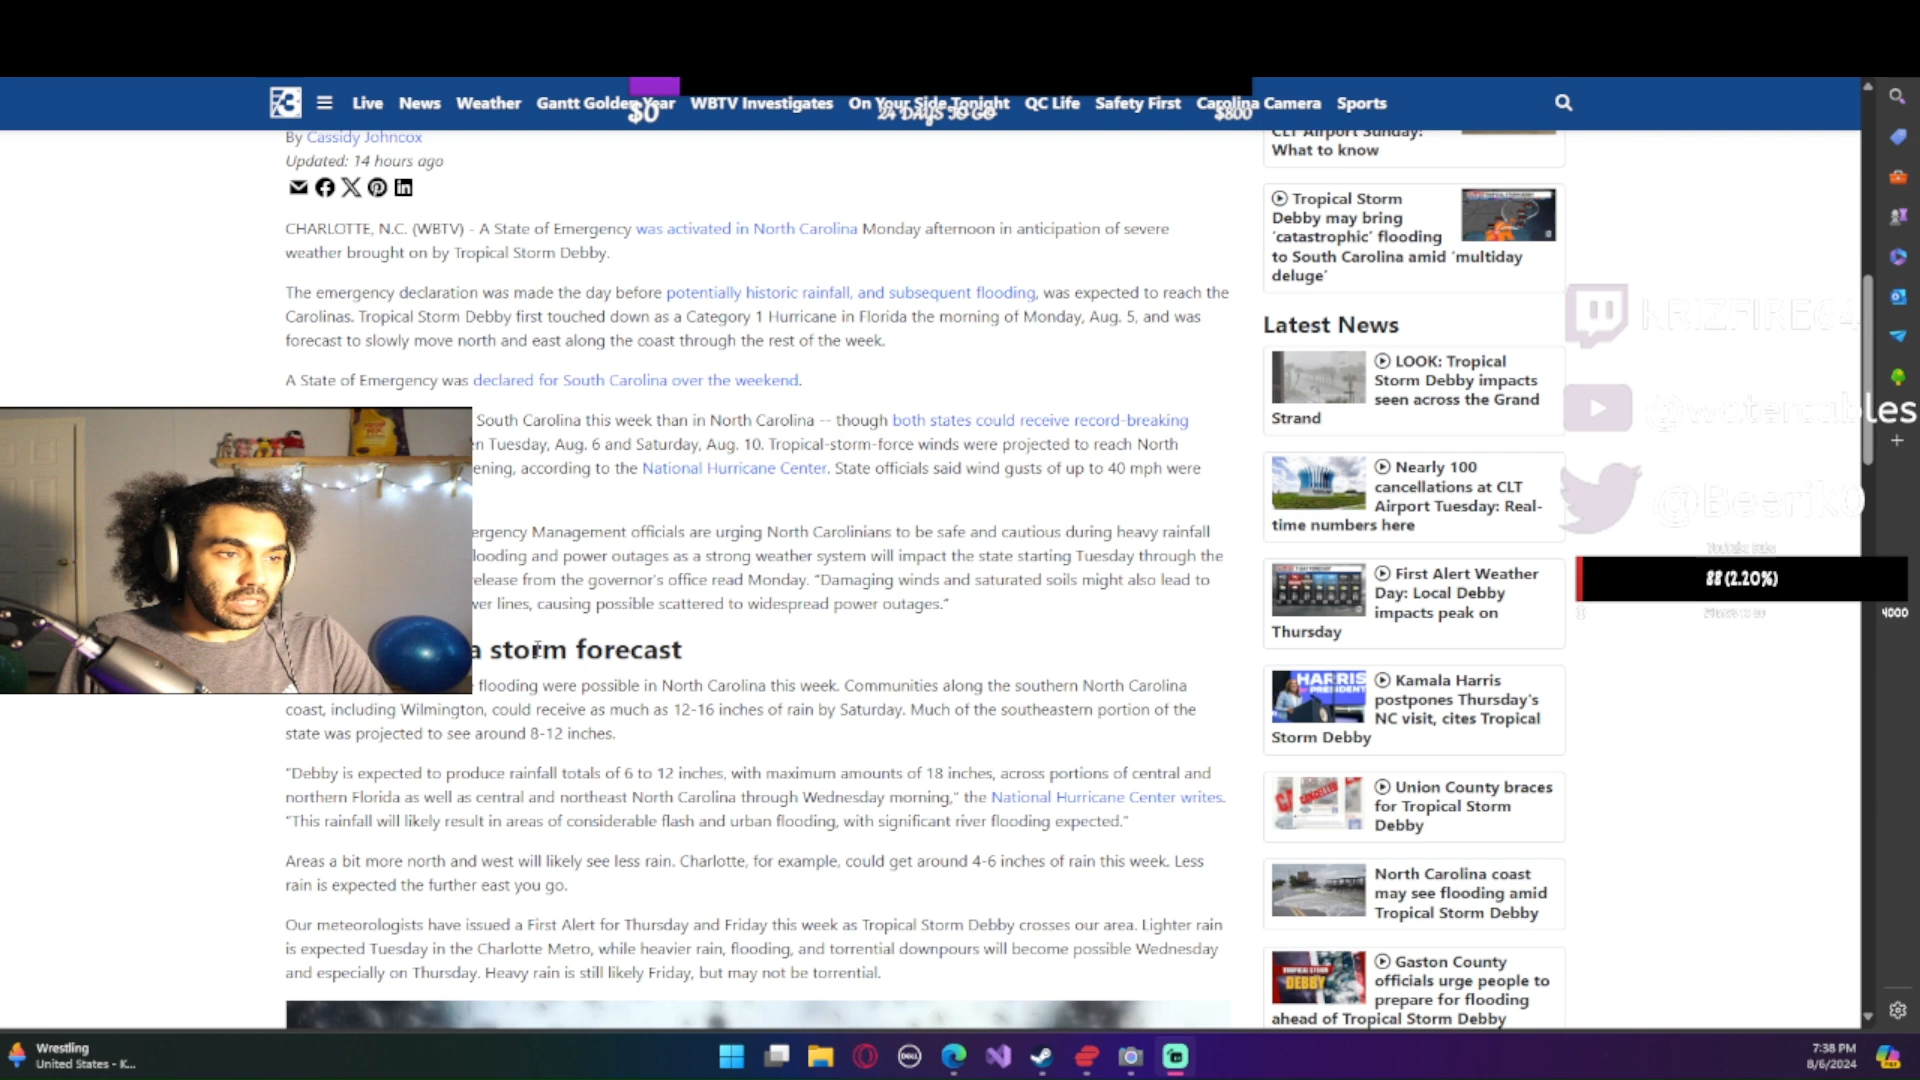 3
Live News Weather Gantt Golden Year WBTV Investigates On Your Side Tonight QC Life Safety First Carolina Camera Sports
$0
24 DAYS TO GO
$800
By Cassidy Johncox
Updated: 14 hours ago
CHARLOTTE, N.C. (WBTV) - A State of Emergency was activated in North Carolina Monday afternoon in anticipation of severe
weather brought on by Tropical Storm Debby.
The emergency declaration was made the day before potentially historic rainfall, and subsequent flooding, was expected to reach the
Carolinas. Tropical Storm Debby first touched down as a Category 1 Hurricane in Florida the morning of Monday, Aug. 5, and was
forecast to slowly move north and east along the coast through the rest of the week.
A State of Emergency was declared for South Carolina over the weekend.
South Carolina this week than in North Carolina -- though both states could receive record-breaking
n Tuesday, Aug. 6 and Saturday, Aug. 10. Tropical-storm-force winds were projected to reach North
ening, according to the National Hurricane Center. State officials said wind gusts of up to 40 mph were
ergency Management officials are urging North Carolinians to be safe and cautious during heavy rainfall
looding and power outages as a strong weather system will impact the state starting Tuesday through the
elease from the governor's office read Monday. “Damaging winds and saturated soils might also lead to
wer lines, causing possible scattered to widespread power outages.”
a storm forecast
flooding were possible in North Carolina this week. Communities along the southern North Carolina
coast, including Wilmington, could receive as much as 12-16 inches of rain by Saturday. Much of the southeastern portion of the
state was projected to see around 8-12 inches.
“Debby is expected to produce rainfall totals of 6 to 12 inches, with maximum amounts of 18 inches, across portions of central and
northern Florida as well as central and northeast North Carolina through Wednesday morning,” the National Hurricane Center writes.
“This rainfall will likely result in areas of considerable flash and urban flooding, with significant river flooding expected.”
Areas a bit more north and west will likely see less rain. Charlotte, for example, could get around 4-6 inches of rain this week. Less
rain is expected the further east you go.
Our meteorologists have issued a First Alert for Thursday and Friday this week as Tropical Storm Debby crosses our area. Lighter rain
is expected Tuesday in the Charlotte Metro, while heavier rain, flooding, and torrential downpours will become possible Wednesday
and especially on Thursday. Heavy rain is still likely Friday, but may not be torrential.
CLT Airport Sunday:
What to know
Tropical Storm
Debby may bring
‘catastrophic’ flooding
to South Carolina amid ‘multiday
deluge’
Latest News
LOOK: Tropical
Storm Debby impacts
seen across the Grand
Strand
Nearly 100
cancellations at CLT
Airport Tuesday: Real-
time numbers here
First Alert Weather
Day: Local Debby
impacts peak on
Thursday
HARRIS
PRESIDENT
Kamala Harris
postpones Thursday's
NC visit, cites Tropical
Storm Debby
Union County braces
for Tropical Storm
Debby
North Carolina coast
may see flooding amid
Tropical Storm Debby
DEBBY
Gaston County
officials urge people to
prepare for flooding
ahead of Tropical Storm Debby
KRIZFIRE64
@watercubles
@Beerik0
88 (2.20%)
0
4000
Wrestling
United States - K...
DELL
7:38 PM
8/6/2024